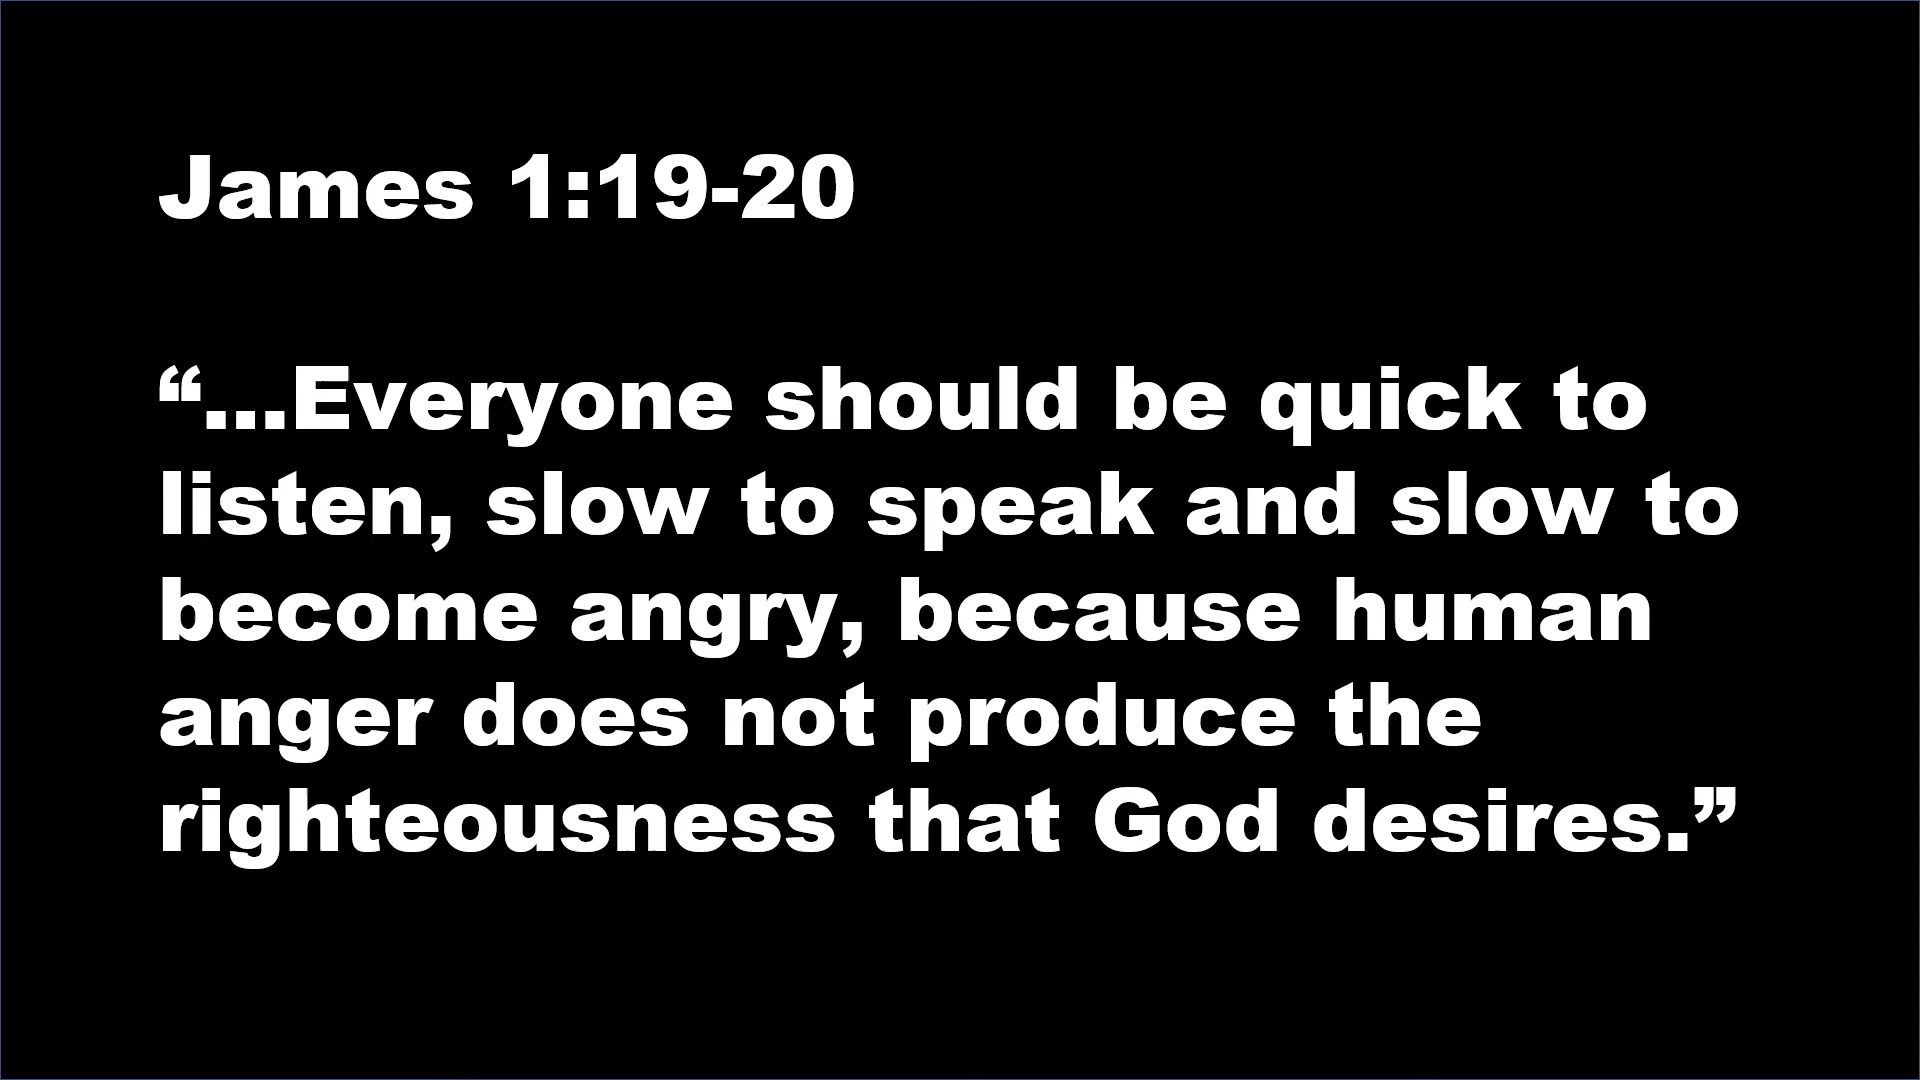 James 1:19-20
“…Everyone should be quick to
listen, slow to speak and slow to
become angry, because human
anger does not produce the
righteousness that God desires.”